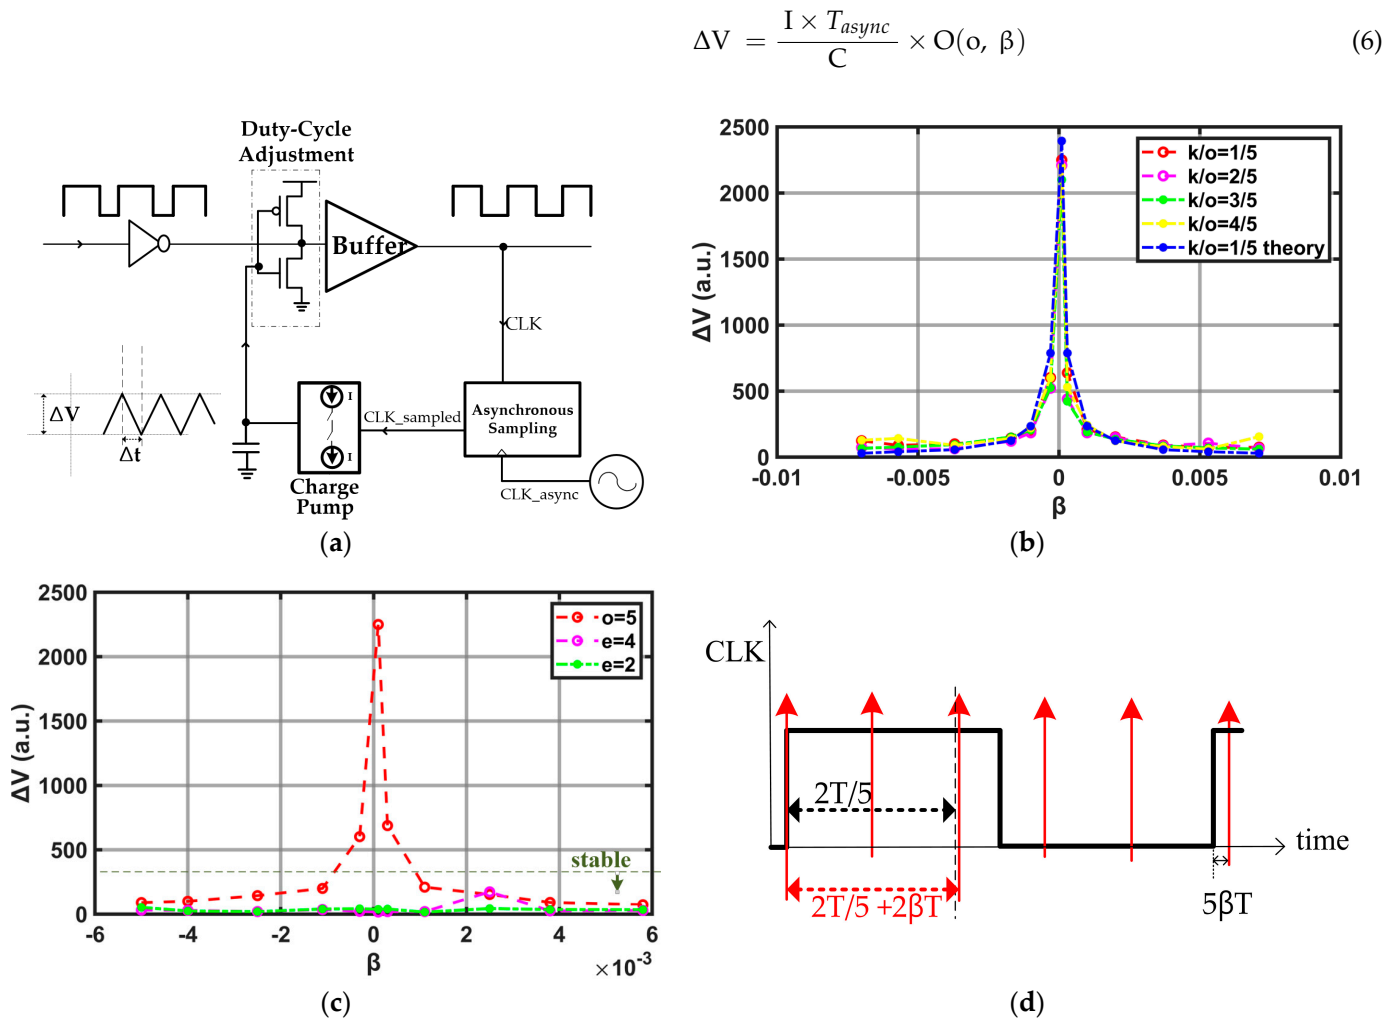 ΔV = I × T_async / C × O(o, β) (6)
Duty-Cycle
Adjustment
Buffer
CLK
ΔV
Δt
I
I
CLK_sampled
Asynchronous
Sampling
Charge
Pump
CLK_async
(a)
2500
2000
1500
1000
500
0
ΔV (a.u.)
k/o=1/5
k/o=2/5
k/o=3/5
k/o=4/5
k/o=1/5 theory
-0.01
-0.005
0
0.005
0.01
β
(b)
2500
2000
1500
1000
500
0
ΔV (a.u.)
o=5
e=4
e=2
stable
-6
-4
-2
0
2
4
6
β
×10⁻³
(c)
CLK
2T/5
time
2T/5 +2βT
5βT
(d)